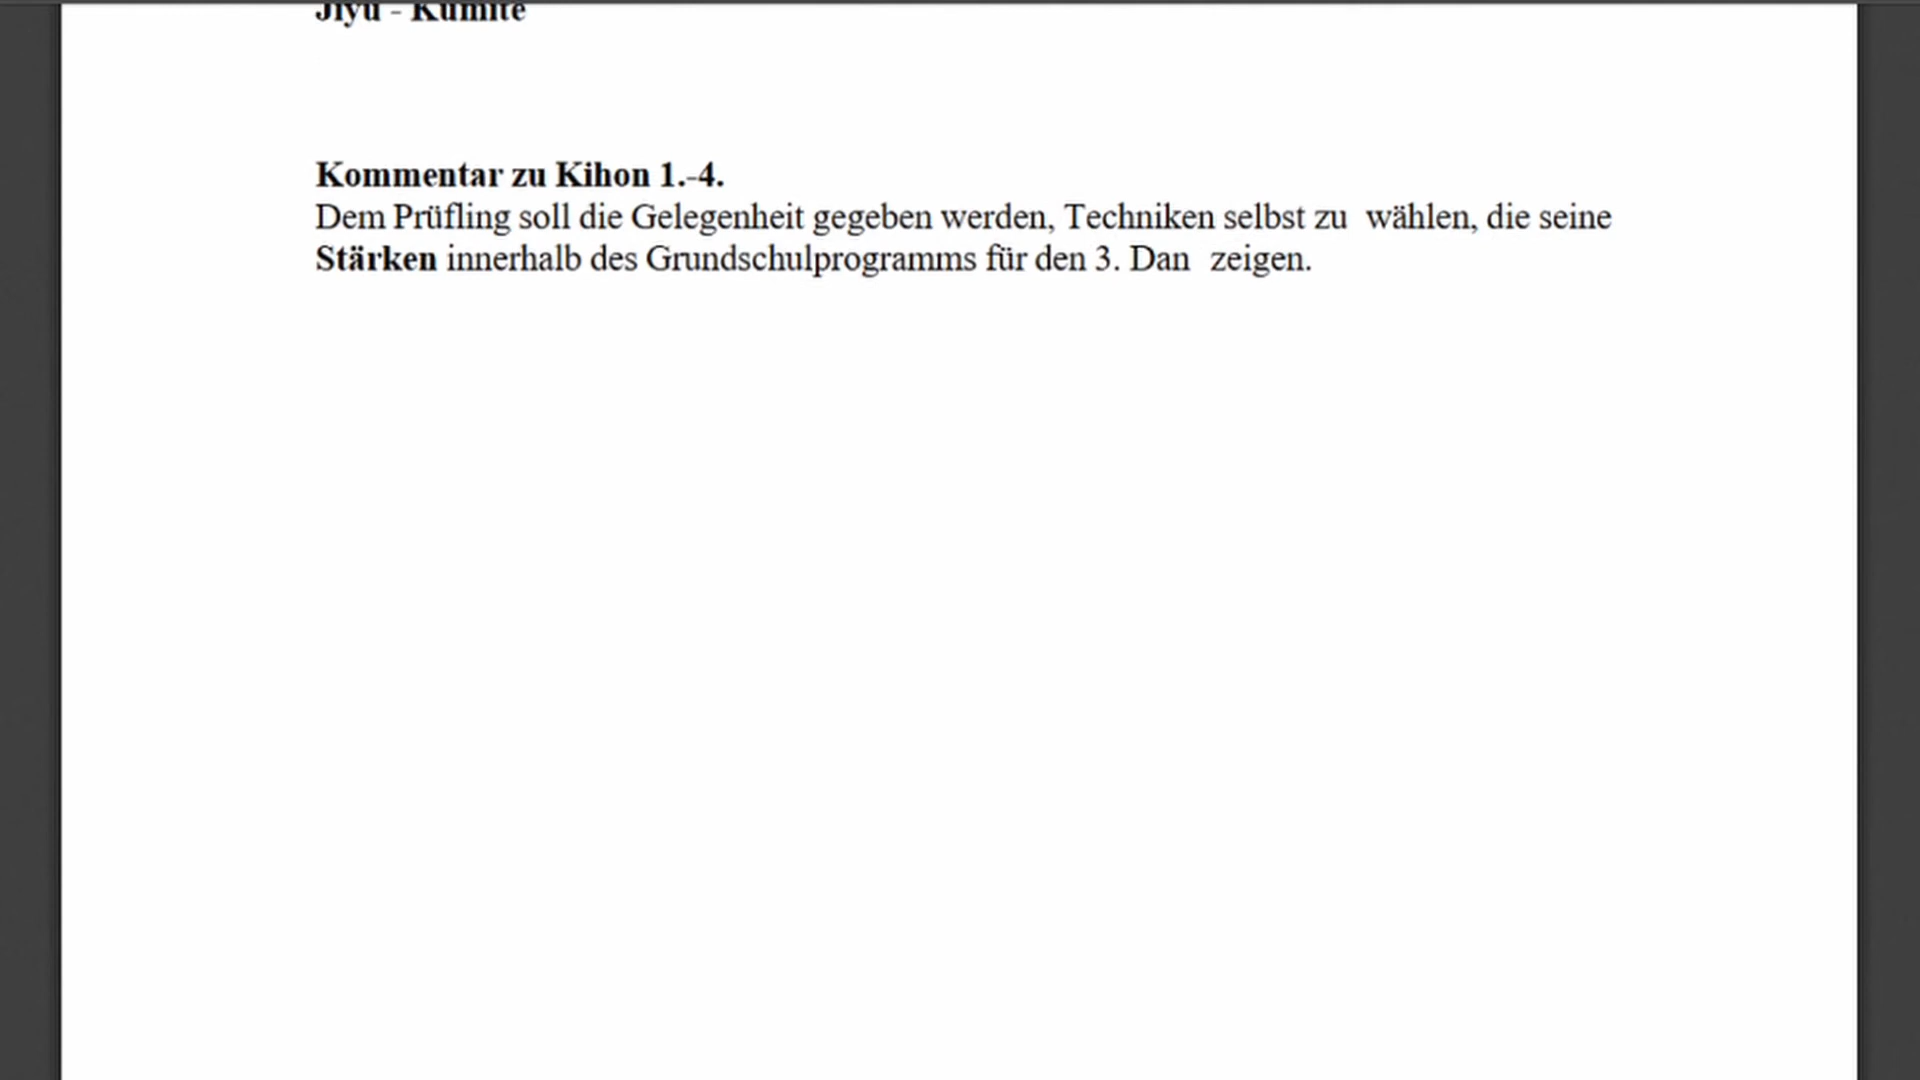 Jiyu - Kumite
Kommentar zu Kihon 1.-4.
Dem Prüfling soll die Gelegenheit gegeben werden, Techniken selbst zu  wählen, die seine
Stärken innerhalb des Grundschulprogramms für den 3. Dan  zeigen.